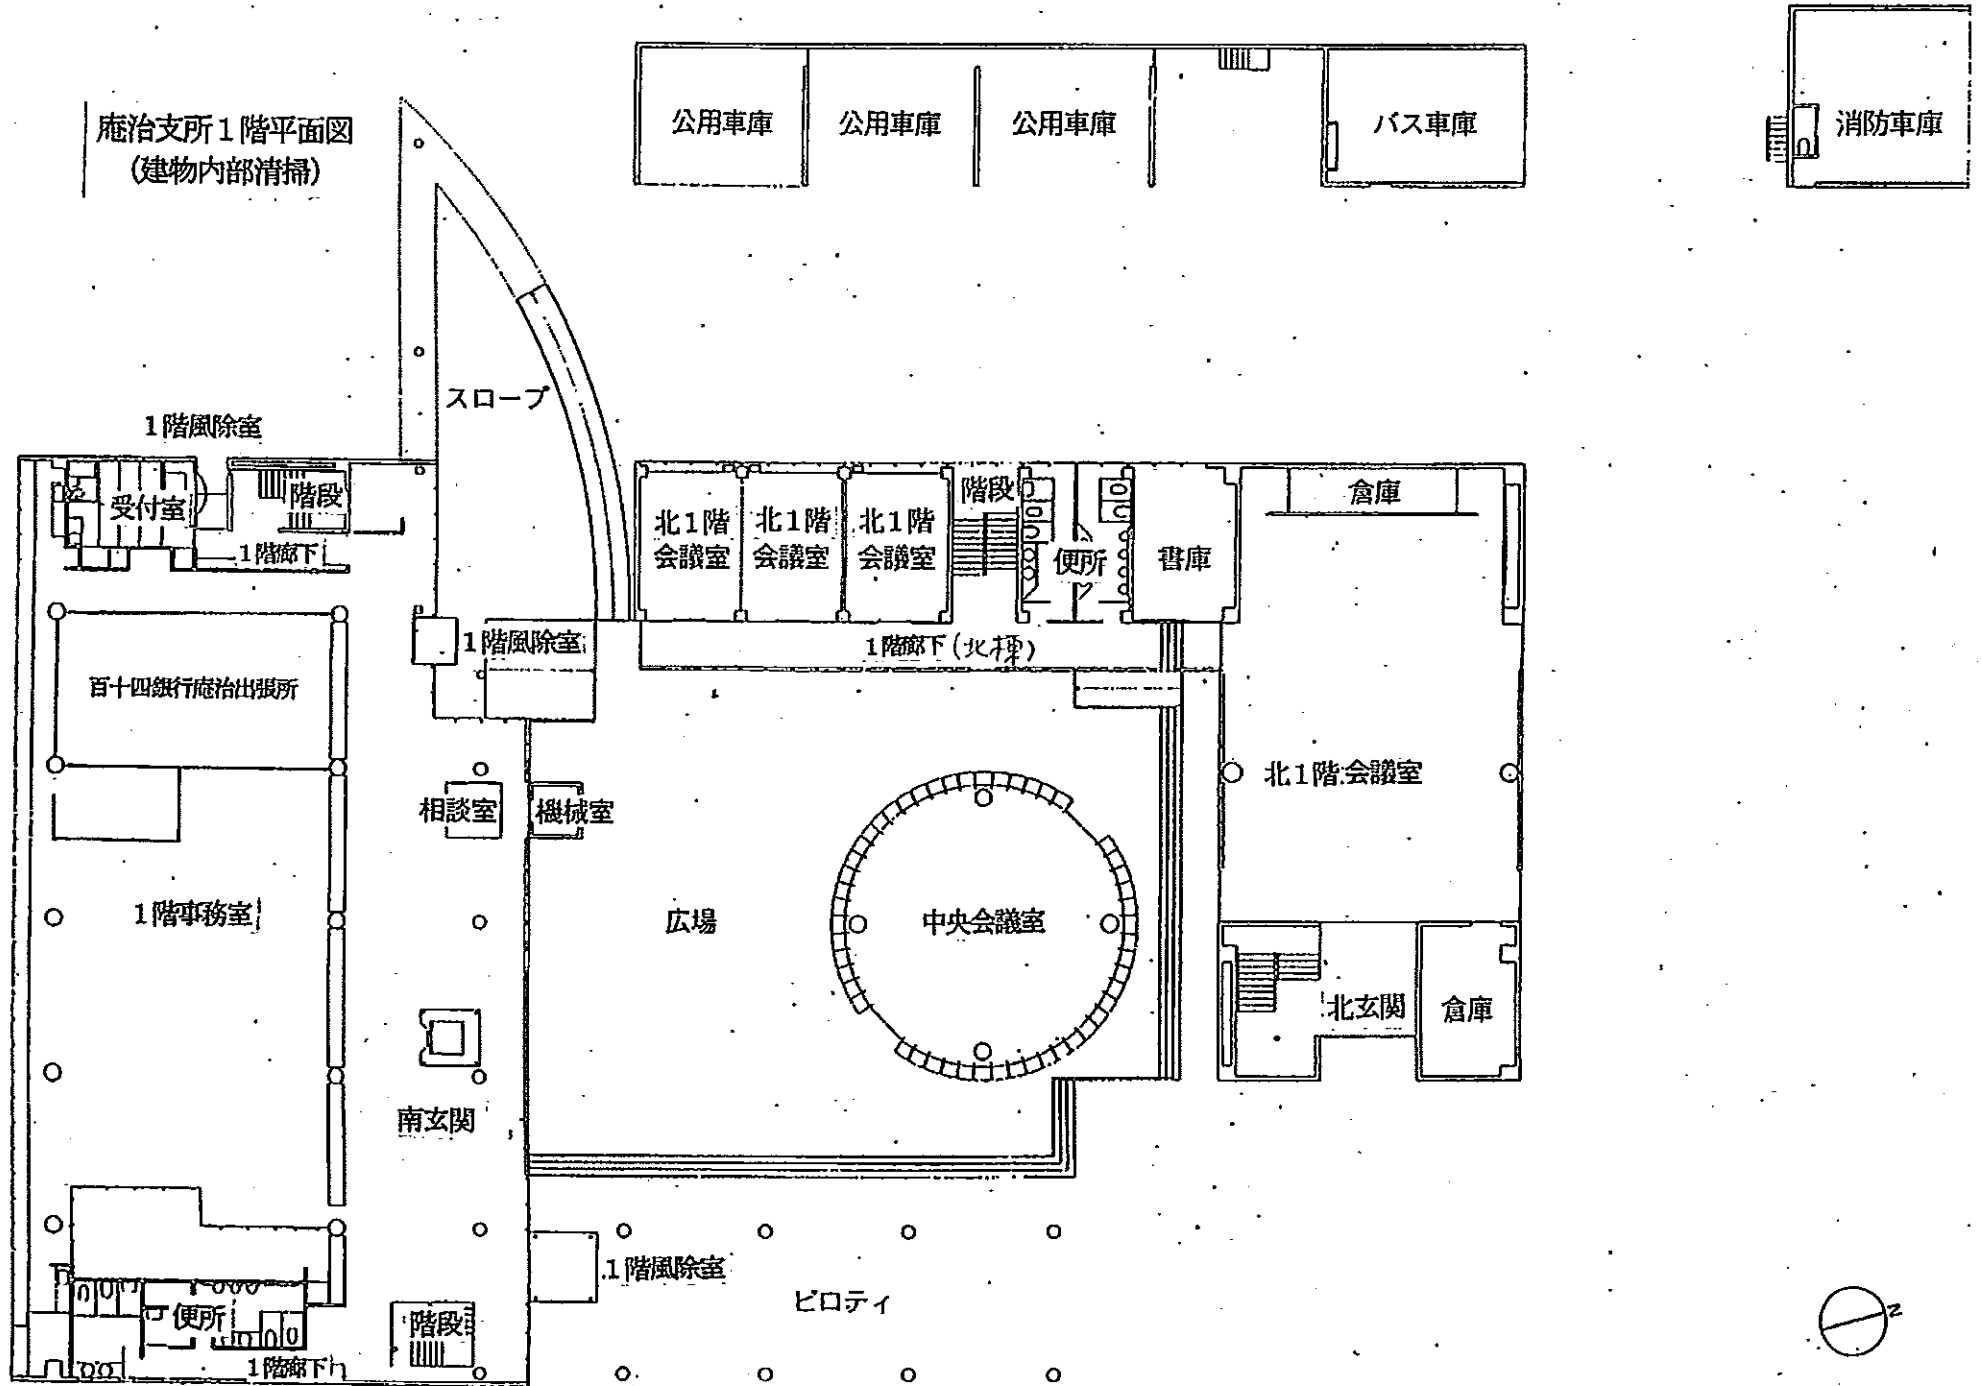 庵治支所1階平面図
(建物内部清掃)
公用車庫
公用車庫
公用車庫
バス車庫
消防車庫
スロープ
1階風除室
受付室
階段
1階廊下
北1階
会議室
北1階
会議室
北1階
会議室
階段
便所
書庫
倉庫
1階風除室
1階廊下(北棟)
百十四銀行庵治出張所
相談室
機械室
北1階会議室
1階事務室
広場
中央会議室
北玄関
倉庫
南玄関
1階風除室
ピロティ
便所
階段
1階廊下
N